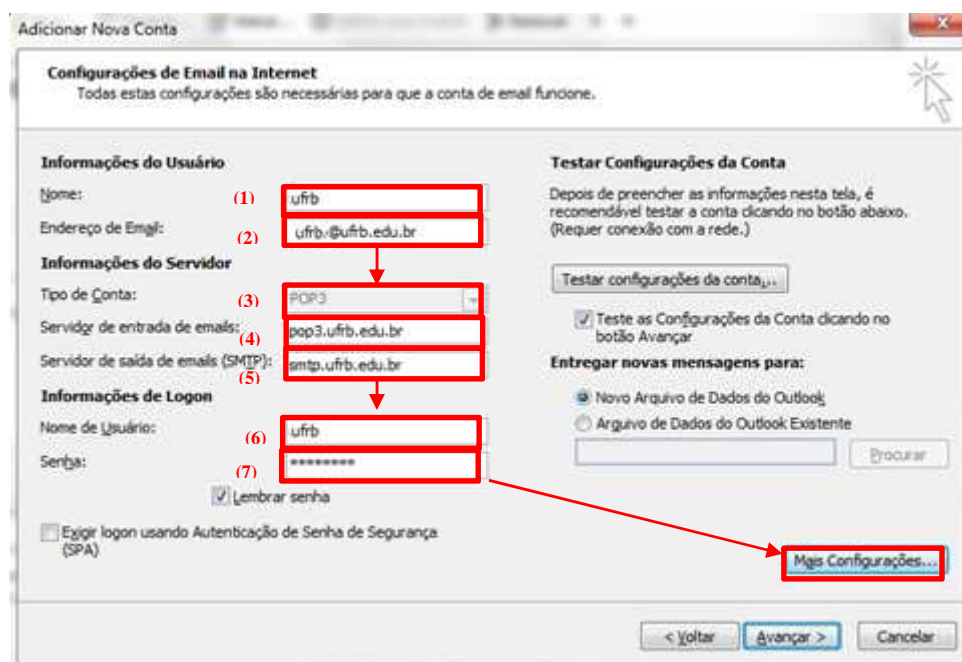 Adicionar Nova Conta
Configurações de Email na Internet
Todas estas configurações são necessárias para que a conta de email funcione.
Informações do Usuário
Nome: (1) ufrb
Endereço de Email: (2) ufrb.@ufrb.edu.br
Informações do Servidor
Tipo de Conta: (3) POP3
Servidor de entrada de emails: (4) pop3.ufrb.edu.br
Servidor de saída de emails (SMTP): (5) smtp.ufrb.edu.br
Informações de Logon
Nome de Usuário: (6) ufrb
Senha: (7) ********
Lembrar senha
Exigir logon usando Autenticação de Senha de Segurança
(SPA)
Testar Configurações da Conta
Depois de preencher as informações nesta tela, é
recomendável testar a conta clicando no botão abaixo.
(Requer conexão com a rede.)
Testar configurações da conta...
Teste as Configurações da Conta clicando no
botão Avançar
Entregar novas mensagens para:
Novo Arquivo de Dados do Outlook
Arquivo de Dados do Outlook Existente
Procurar
Mais Configurações...
< Voltar
Avançar >
Cancelar